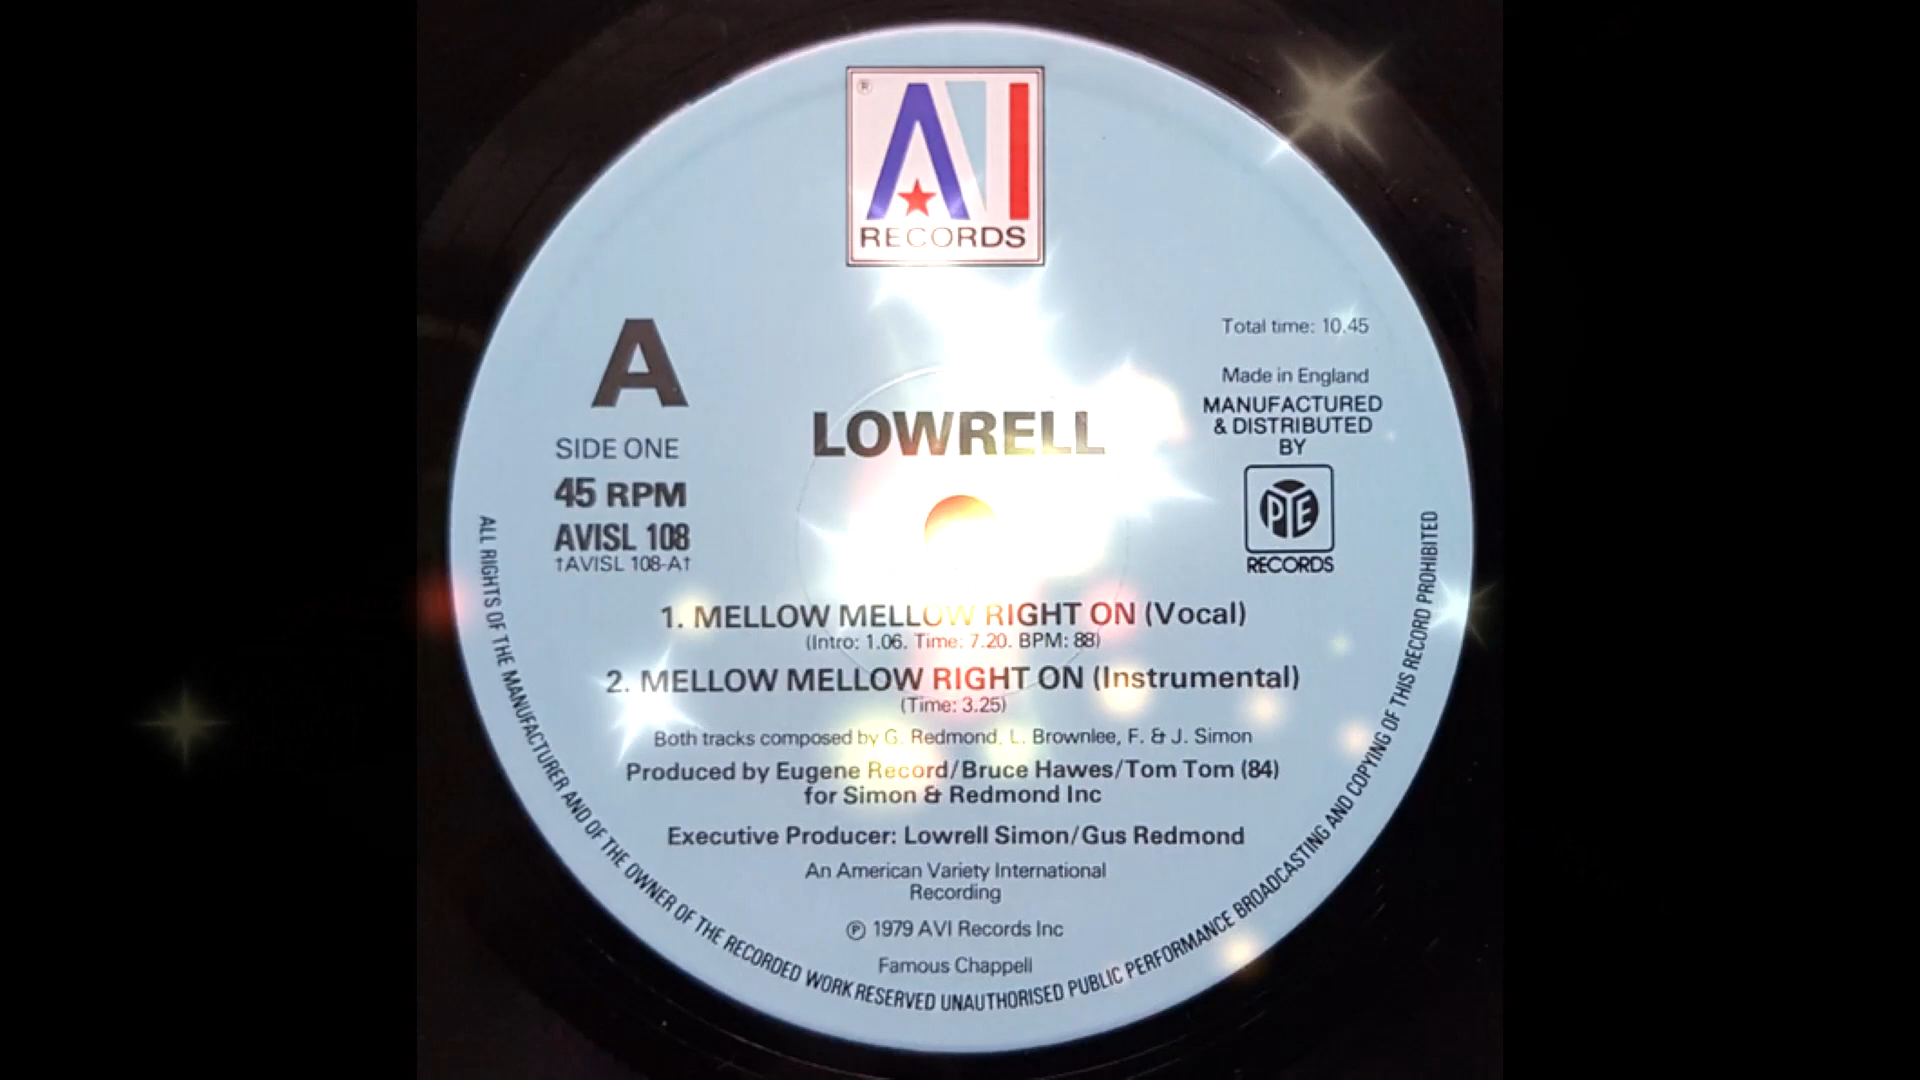 ®
AVI
RECORDS
A
SIDE ONE
45 RPM
AVISL 108
†AVISL 108-A†
LOWRELL
Total time: 10.45
Made in England
MANUFACTURED
& DISTRIBUTED
BY
PYE
RECORDS
1. MELLOW MELLOW RIGHT ON (Vocal)
(Intro: 1.06. Time: 7.20. BPM: 88)
2. MELLOW MELLOW RIGHT ON (Instrumental)
(Time: 3.25)
Both tracks composed by G. Redmond, L. Brownlee, F. & J. Simon
Produced by Eugene Record/Bruce Hawes/Tom Tom (84)
for Simon & Redmond Inc
Executive Producer: Lowrell Simon/Gus Redmond
An American Variety International
Recording
℗ 1979 AVI Records Inc
Famous Chappell
ALL RIGHTS OF THE MANUFACTURER AND OF THE OWNER OF THE RECORDED WORK RESERVED UNAUTHORISED PUBLIC PERFORMANCE BROADCASTING AND COPYING OF THIS RECORD PROHIBITED